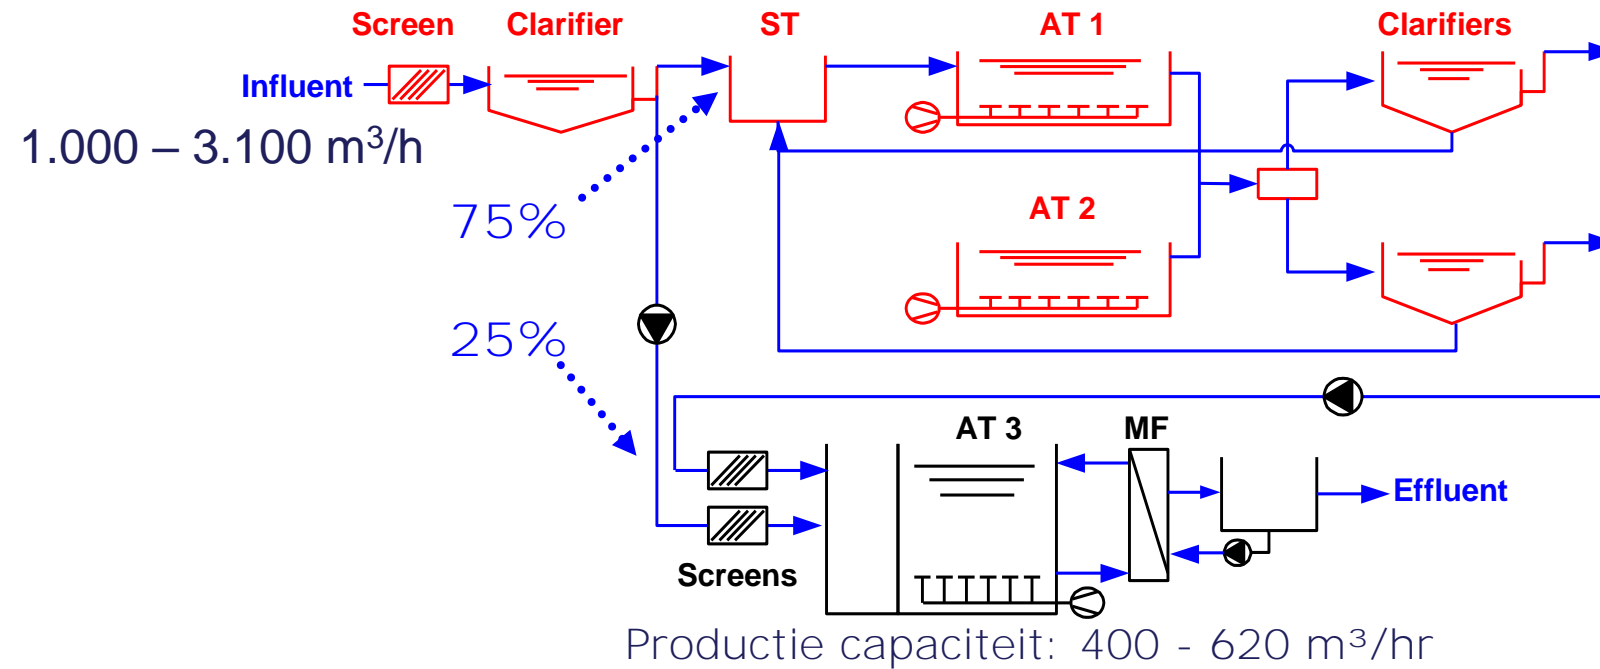 Screen
Clarifier
ST
AT 1
Clarifiers
Influent
1.000 – 3.100 m³/h
75%
AT 2
25%
AT 3
MF
Effluent
Screens
Productie capaciteit: 400 - 620 m³/hr